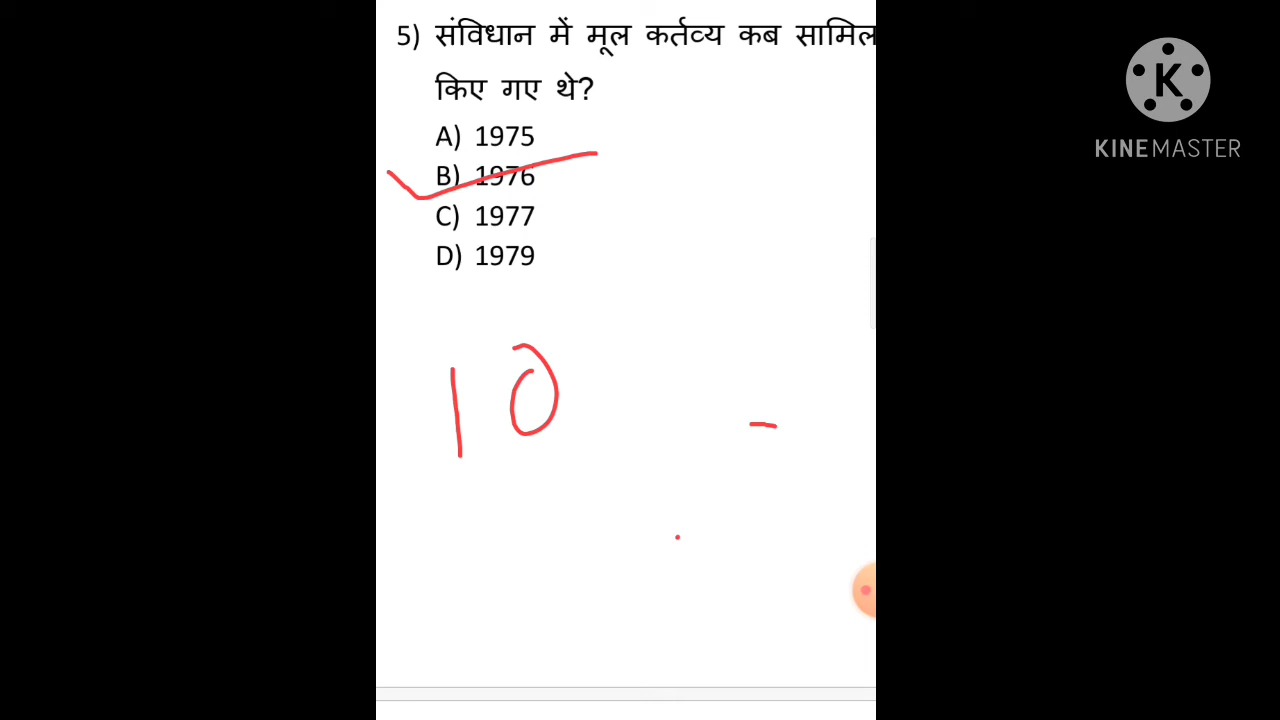 5) संविधान में मूल कर्तव्य कब सामिल
किए गए थे?
A) 1975
B) 1976
C) 1977
D) 1979
10 -
K
KINEMASTER